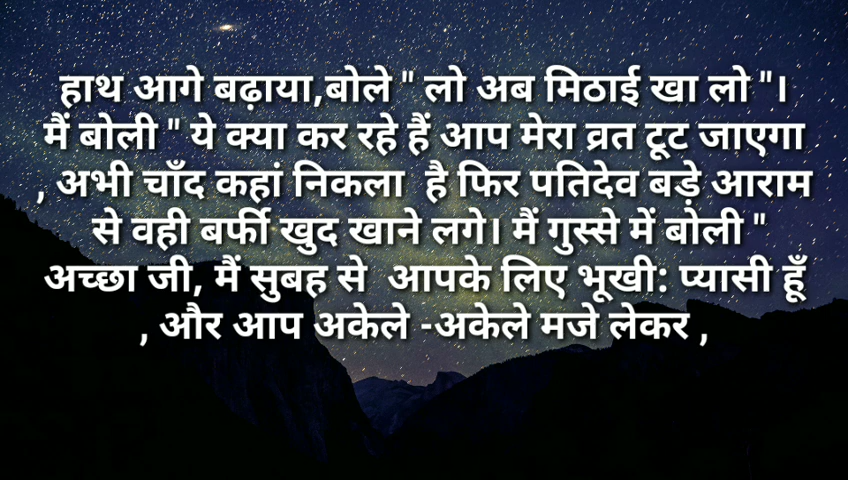 हाथ आगे बढ़ाया,बोले " लो अब मिठाई खा लो "।
मैं बोली " ये क्या कर रहे हैं आप मेरा व्रत टूट जाएगा
, अभी चाँद कहां निकला है फिर पतिदेव बड़े आराम
से वही बर्फी खुद खाने लगे। मैं गुस्से में बोली "
अच्छा जी, मैं सुबह से आपके लिए भूखी: प्यासी हूँ
, और आप अकेले -अकेले मजे लेकर ,